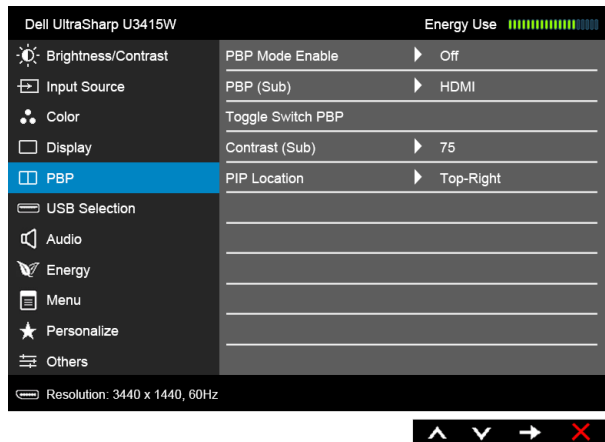 Dell UltraSharp U3415W Energy Use
Brightness/Contrast PBP Mode Enable Off
Input Source PBP (Sub) HDMI
Color Toggle Switch PBP
Display Contrast (Sub) 75
PBP PIP Location Top-Right
USB Selection
Audio
Energy
Menu
Personalize
Others
Resolution: 3440 x 1440, 60Hz